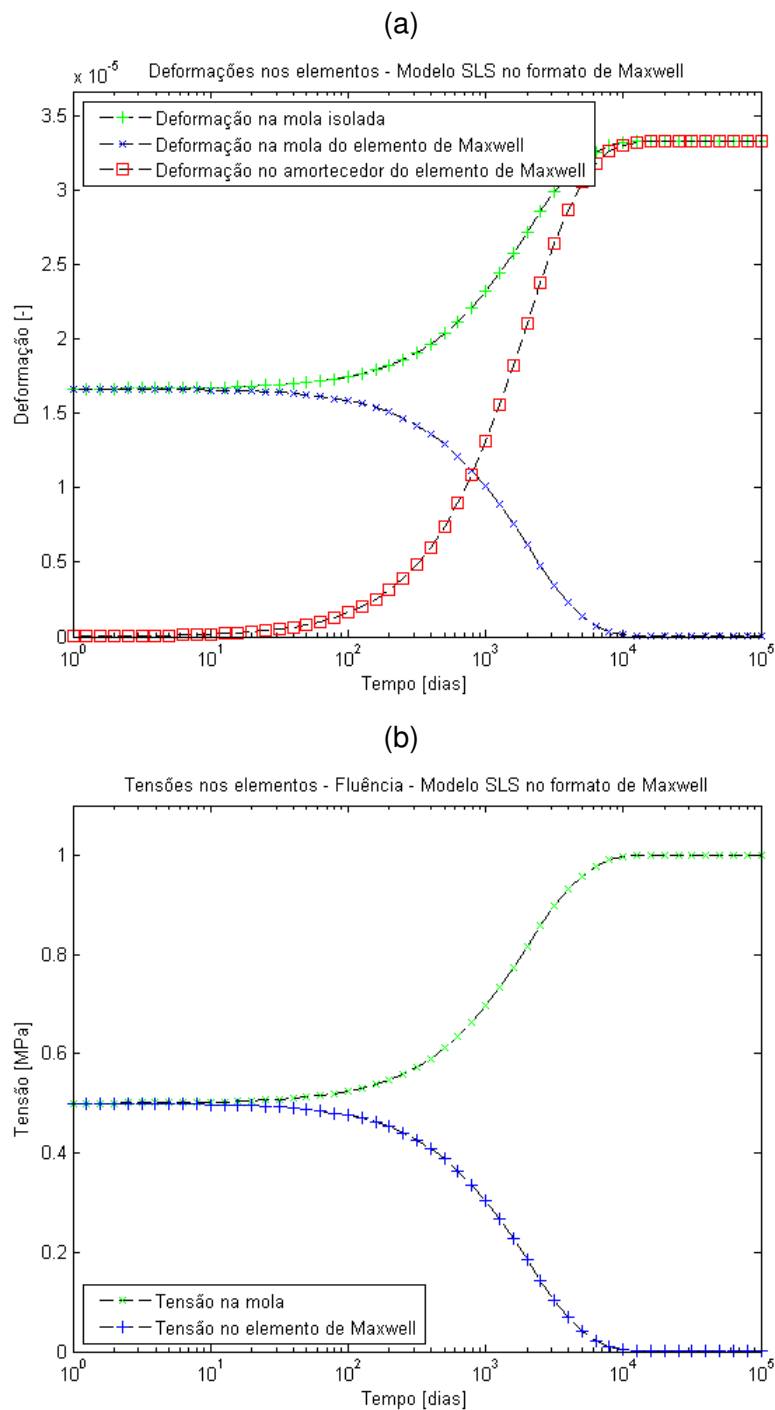 (a)
x 10⁻⁵
Deformações nos elementos - Modelo SLS no formato de Maxwell
Deformação na mola isolada
Deformação na mola do elemento de Maxwell
Deformação no amortecedor do elemento de Maxwell
3.5
3
2.5
2
1.5
1
0.5
0
Deformação [-]
10⁰ 10¹ 10² 10³ 10⁴ 10⁵
Tempo [dias]
(b)
Tensões nos elementos - Fluência - Modelo SLS no formato de Maxwell
1
0.8
0.6
0.4
0.2
0
Tensão [MPa]
Tensão na mola
Tensão no elemento de Maxwell
10⁰ 10¹ 10² 10³ 10⁴ 10⁵
Tempo [dias]